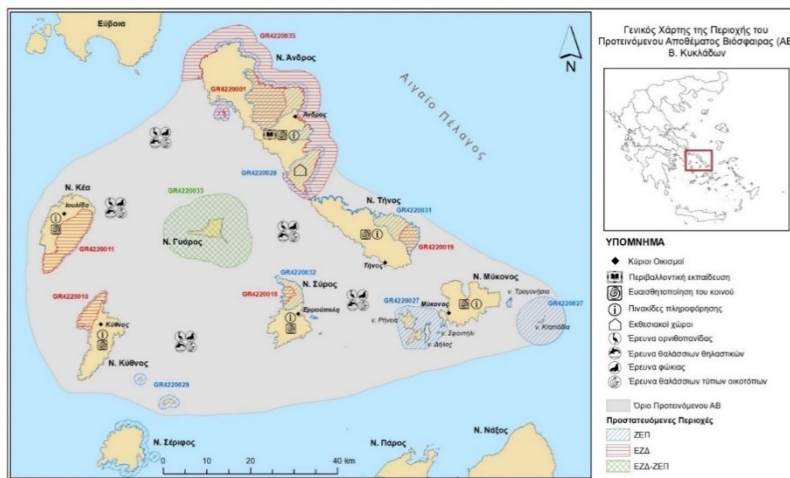 Εύβοια
GR4220035
Ν. Άνδρος
GR4220001
Άνδρος
Αιγαίο Πέλαγος
N
GR4220028
Ν. Κέα
Ιουλίδα
GR4220033
Ν. Τήνος
GR4220031
GR4220011
Ν. Γυάρος
GR4220019
Τήνος
GR4220032
Ν. Σύρος
Ν. Μύκονος
ν. Τραγονήσια
GR4220010
Ερμούπολη
GR4220027
Μύκονος
GR4220027
Κύθνος
ν. Ρήνεια
ν. Δήλος
Ν. Κύθνος
Ν. Σέριφος
Ν. Πάρος
Ν. Νάξος
0 10 20 40 km
Γενικός Χάρτης της Περιοχής του
Προτεινόμενου Αποθέματος Βιόσφαιρας (ΑΒ
Β. Κυκλάδων
ΥΠΟΜΝΗΜΑ
Κύριοι Οικισμοί
Περιβαλλοντική εκπαίδευση
Ευαισθητοποίηση του κοινού
Πινακίδες πληροφόρησης
Εκθεσιακοί χώροι
Έρευνα ορνιθοπανίδας
Έρευνα θαλάσσιων θηλαστικών
Έρευνα φώκιας
Έρευνα θαλάσσιων τύπων οικοτόπων
Όριο Προτεινόμενου ΑΒ
Προστατευόμενες Περιοχές
ΖΕΠ
ΕΖΔ
ΕΖΔ-ΖΕΠ